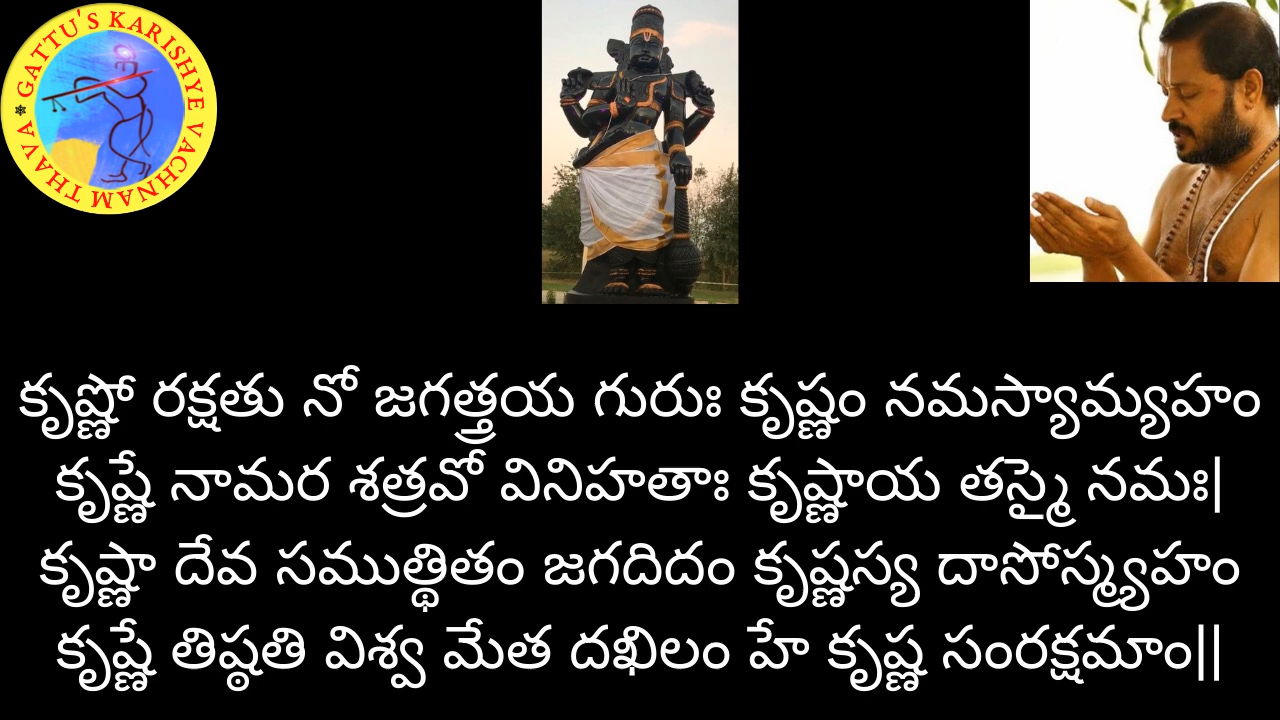 GATTU'S KARISHYE VACHNAM THAVA
కృష్ణో రక్షతు నో జగత్త్రయ గురుః కృష్ణం నమస్యామ్యహం
కృష్ణే నామర శత్రవో వినిహతాః కృష్ణాయ తస్మై నమః|
కృష్ణా దేవ సముత్థితం జగదిదం కృష్ణస్య దాసోస్మ్యహం
కృష్ణే తిష్ఠతి విశ్వ మేత దఖిలం హే కృష్ణ సంరక్షమాం||